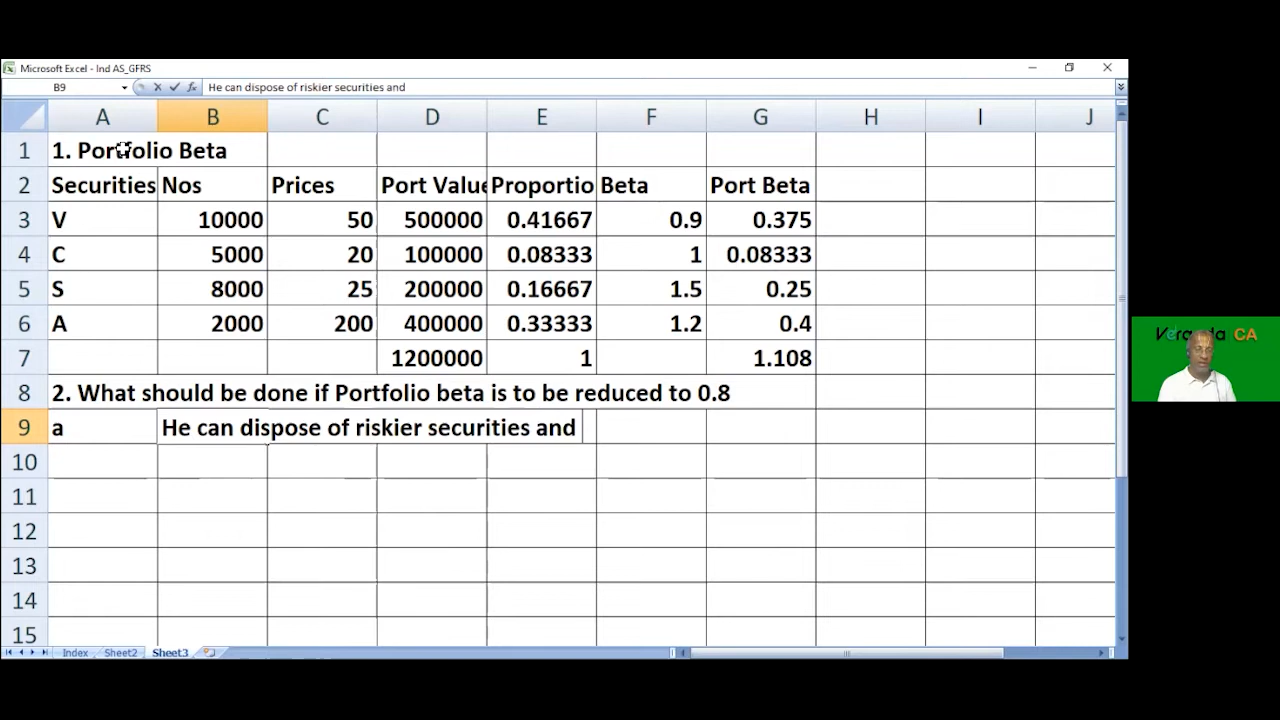 Microsoft Excel - Ind AS_GFRS
B9 fx He can dispose of riskier securities and
A B C D E F G H I J
1 1. Portfolio Beta
2 Securities Nos Prices Port Value Proportio Beta Port Beta
3 V 10000 50 500000 0.41667 0.9 0.375
4 C 5000 20 100000 0.08333 1 0.08333
5 S 8000 25 200000 0.16667 1.5 0.25
6 A 2000 200 400000 0.33333 1.2 0.4
7 1200000 1 1.108
8 2. What should be done if Portfolio beta is to be reduced to 0.8
9 a He can dispose of riskier securities and
10
11
12
13
14
15
Index Sheet2 Sheet3
CA